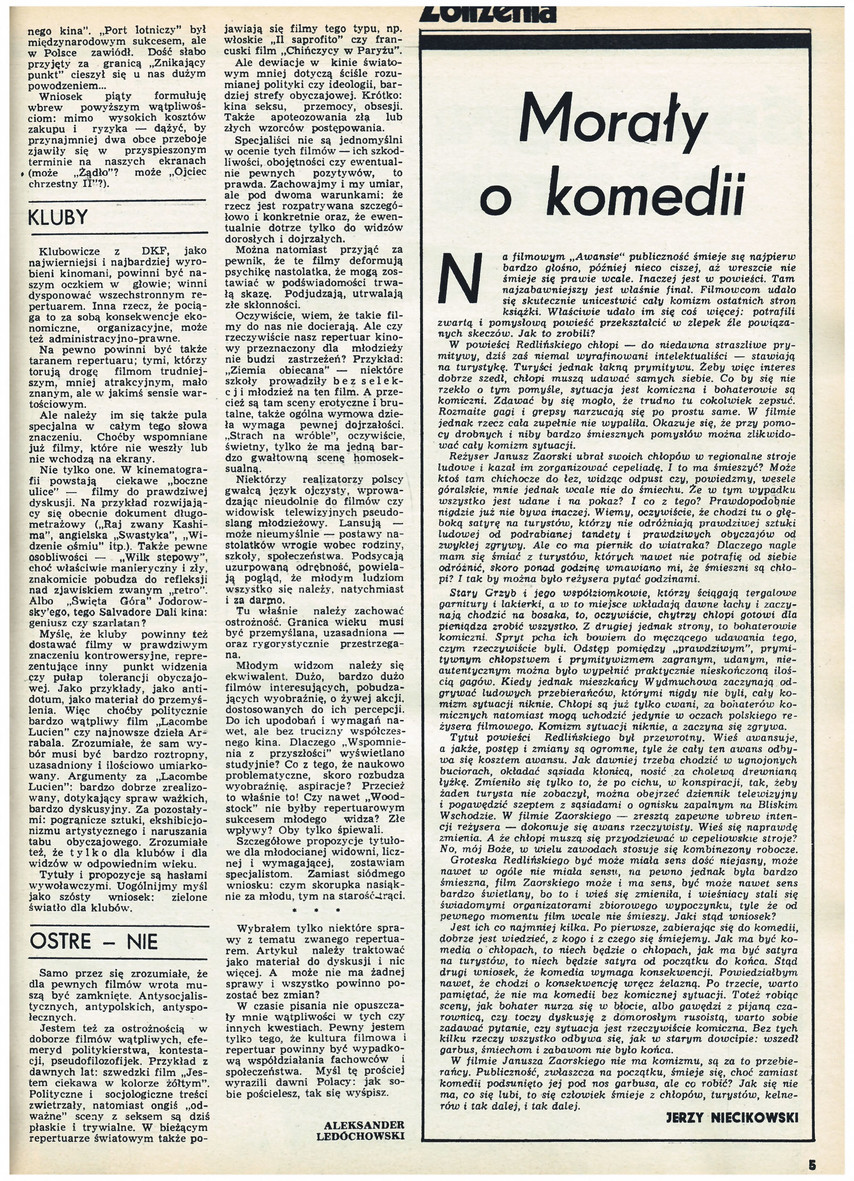 nego kina". „Port lotniczy" był
międzynarodowym sukcesem, ale
w Polsce zawiódł. Dość słabo
przyjęty za granicą „Znikający
punkt" cieszył się u nas dużym
powodzeniem...
Wniosek piąty formułuję
wbrew powyższym wątpliwoś-
ciom: mimo wysokich kosztów
zakupu i ryzyka — dążyć, by
przynajmniej dwa obce przeboje
zjawiły się w przyspieszonym
terminie na naszych ekranach
(może „Żądło"? może „Ojciec
chrzestny II"?).
KLUBY
Klubowicze z DKF, jako
najwierniejsi i najbardziej wyro-
bieni kinomani, powinni być na-
szym oczkiem w głowie; winni
dysponować wszechstronnym re-
pertuarem. Inna rzecz, że pocią-
ga to za sobą konsekwencje eko-
nomiczne, organizacyjne, może
też administracyjno-prawne.
Na pewno powinni być także
taranem repertuaru; tymi, którzy
torują drogę filmom trudniej-
szym, mniej atrakcyjnym, mało
znanym, ale w jakimś sensie war-
tościowym.
Ale należy im się także pula
specjalna w całym tego słowa
znaczeniu. Choćby wspomniane
już filmy, które nie weszły lub
nie wchodzą na ekrany.
Nie tylko one. W kinematogra-
fii powstają ciekawe „boczne
ulice" — filmy do prawdziwej
dyskusji. Na przykład rozwijają-
cy się obecnie dokument długo-
metrażowy („Raj zwany Kashi-
ma", angielska „Swastyka", „Wi-
dzenie ośmiu" itp.). Także pewne
osobliwości — „Wilk stepowy",
choć właściwie manieryczny i zły,
znakomicie pobudza do refleksji
nad zjawiskiem zwanym „retro".
Albo „Święta Góra" Jodorow-
sky'ego, tego Salvadore Dali kina:
geniusz czy szarlatan?
Myślę, że kluby powinny też
dostawać filmy w prawdziwym
znaczeniu kontrowersyjne, repre-
zentujące inny punkt widzenia
czy pułap tolerancji obyczajo-
wej. Jako przykłady, jako anti-
dotum, jako materiał do przemyś-
lenia. Więc choćby politycznie
bardzo wątpliwy film „Lacombe
Lucien" czy najnowsze dzieła Ar-
rabala. Zrozumiałe, że sam wy-
bór musi być bardzo roztropny,
uzasadniony i ilościowo umiarko-
wany. Argumenty za „Lacombe
Lucien": bardzo dobrze zrealizo-
wany, dotykający spraw ważkich,
bardzo dyskusyjny. Za pozostały-
mi: pogranicze sztuki, ekshibicjo-
nizmu artystycznego i naruszania
tabu obyczajowego. Zrozumiałe
też, że tylko dla klubów i dla
widzów w odpowiednim wieku.
Tytuły i propozycje są hasłami
wywoławczymi. Uogólnijmy myśl
jako szósty wniosek: zielone
światło dla klubów.
OSTRE — NIE
Samo przez się zrozumiałe, że
dla pewnych filmów wrota mu-
szą być zamknięte. Antysocjalis-
tycznych, antypolskich, antyspo-
łecznych.
Jestem też za ostrożnością w
doborze filmów wątpliwych, efe-
meryd politykierstwa, kontesta-
cji, pseudofilozofijek. Przykład z
dawnych lat: szwedzki film „Jes-
tem ciekawa w kolorze żółtym".
Polityczne i socjologiczne treści
zwietrzały, natomiast ongiś „od-
ważne" sceny z seksem są dziś
płaskie i trywialne. W bieżącym
repertuarze światowym także po-
jawiają się filmy tego typu, np.
włoskie „Il saprofito" czy fran-
cuski film „Chińczycy w Paryżu".
Ale dewiacje w kinie świato-
wym mniej dotyczą ściśle rozu-
mianej polityki czy ideologii, bar-
dziej strefy obyczajowej. Krótko:
kina seksu, przemocy, obsesji.
Także apoteozowania zła lub
złych wzorców postępowania.
Specjaliści nie są jednomyślni
w ocenie tych filmów — ich szkod-
liwości, obojętności czy ewentual-
nie pewnych pozytywów, to
prawda. Zachowajmy i my umiar,
ale pod dwoma warunkami: że
rzecz jest rozpatrywana szczegó-
łowo i konkretnie oraz, że ewen-
tualnie dotrze tylko do widzów
dorosłych i dojrzałych.
Można natomiast przyjąć za
pewnik, że te filmy deformują
psychikę nastolatka, że mogą zos-
tawiać w podświadomości trwa-
łą skazę. Podjudzają, utrwalają
złe skłonności.
Oczywiście, wiem, że takie fil-
my do nas nie docierają. Ale czy
rzeczywiście nasz repertuar kino-
wy przeznaczony dla młodzieży
nie budzi zastrzeżeń? Przykład:
„Ziemia obiecana" — niektóre
szkoły prowadziły bez selek-
cji młodzież na ten film. A prze-
cież są tam sceny erotyczne i bru-
talne, także ogólna wymowa dzie-
ła wymaga pewnej dojrzałości.
„Strach na wróble", oczywiście,
świetny, tylko że ma jedną bar-
dzo gwałtowną scenę homosek-
sualną.
Niektórzy realizatorzy polscy
gwałcą język ojczysty, wprowa-
dzając nieudolnie do filmów czy
widowisk telewizyjnych pseudo-
slang młodzieżowy. Lansują —
może nieumyślnie — postawy na-
stolatków wrogie wobec rodziny,
szkoły, społeczeństwa. Podsycają
uzurpowaną odrębność, powiela-
ją pogląd, że młodym ludziom
wszystko się należy, natychmiast
i za darmo.
Tu właśnie należy zachować
ostrożność. Granica wieku musi
być przemyślana, uzasadniona —
oraz rygorystycznie przestrzega-
na.
Młodym widzom należy się
ekwiwalent. Dużo, bardzo dużo
filmów interesujących, pobudza-
jących wyobraźnię, o żywej akcji,
dostosowanych do ich percepcji.
Do ich upodobań i wymagań na-
wet, ale bez trucizny współczes-
nego kina. Dlaczego „Wspomnie-
nia z przyszłości" wyświetlano
studyjnie? Co z tego, że naukowo
problematyczne, skoro rozbudza
wyobraźnię, aspiracje? Przecież
to właśnie to! Czy nawet „Wood-
stock" nie byłby repertuarowym
sukcesem młodego widza? Złe
wpływy? Oby tylko śpiewali.
Szczegółowe propozycje tytuło-
we dla młodocianej widowni, licz-
nej i wymagającej, zostawiam
specjalistom. Zamiast siódmego
wniosku: czym skorupka nasiąk-
nie za młodu, tym na starość trąci.
* * *
Wybrałem tylko niektóre spra-
wy z tematu zwanego repertua-
rem. Artykuł należy traktować
jako materiał do dyskusji i nic
więcej. A może nie ma żadnej
sprawy i wszystko powinno po-
zostać bez zmian?
W czasie pisania nie opuszcza-
ły mnie wątpliwości w tych czy
innych kwestiach. Pewny jestem
tylko tego, że kultura filmowa i
repertuar powinny być wypadko-
wą współdziałania fachowców i
społeczeństwa. Myśl tę prościej
wyrazili dawni Polacy: jak so-
bie pościelesz, tak się wyśpisz.
ALEKSANDER
LEDÓCHOWSKI
Zbliżenia
Morały
o komedii
Na filmowym „Awansie" publiczność śmieje się najpierw
bardzo głośno, później nieco ciszej, aż wreszcie nie
śmieje się prawie wcale. Inaczej jest w powieści. Tam
najzabawniejszy jest właśnie finał. Filmowcom udało
się skutecznie unicestwić cały komizm ostatnich stron
książki. Właściwie udało im się coś więcej: potrafili
zwartą i pomysłową powieść przekształcić w zlepek źle powiąza-
nych skeczów. Jak to zrobili?
W powieści Redlińskiego chłopi — do niedawna straszliwe pry-
mitywy, dziś zaś niemal wyrafinowani intelektualiści — stawiają
na turystykę. Turyści jednak łakną prymitywu. Żeby więc interes
dobrze szedł, chłopi muszą udawać samych siebie. Co by się nie
rzekło o tym pomyśle, sytuacja jest komiczna i bohaterowie są
komiczni. Zdawać by się mogło, że trudno tu cokolwiek zepsuć.
Rozmaite gagi i grepsy narzucają się po prostu same. W filmie
jednak rzecz cała zupełnie nie wypaliła. Okazuje się, że przy pomo-
cy drobnych i niby bardzo śmiesznych pomysłów można zlikwido-
wać cały komizm sytuacji.
Reżyser Janusz Zaorski ubrał swoich chłopów w regionalne stroje
ludowe i kazał im zorganizować cepeliadę. I to ma śmieszyć? Może
ktoś tam chichocze do łez, widząc odpust czy, powiedzmy, wesele
góralskie, mnie jednak wcale nie do śmiechu. Że w tym wypadku
wszystko jest udane i na pokaz? I co z tego? Prawdopodobnie
nigdzie już nie bywa inaczej. Wiemy, oczywiście, że chodzi tu o głę-
boką satyrę na turystów, którzy nie odróżniają prawdziwej sztuki
ludowej od podrabianej tandety i prawdziwych obyczajów od
zwykłej zgrywy. Ale co ma piernik do wiatraka? Dlaczego nagle
mam się śmiać z turystów, których nawet nie potrafię od siebie
odróżnić, skoro ponad godzinę wmawiano mi, że śmieszni są chło-
pi? I tak by można było reżysera pytać godzinami.
Stary Grzyb i jego współziomkowie, którzy ściągają tergalowe
garnitury i lakierki, a w to miejsce wkładają dawne łachy i zaczy-
nają chodzić na bosaka, to, oczywiście, chytrzy chłopi gotowi dla
pieniądza zrobić wszystko. Z drugiej jednak strony, to bohaterowie
komiczni. Spryt pcha ich bowiem do męczącego udawania tego,
czym rzeczywiście byli. Odstęp pomiędzy „prawdziwym", prymi-
tywnym chłopstwem i prymitywizmem zagranym, udanym, nie-
autentycznym można było wypełnić praktycznie nieskończoną iloś-
cią gagów. Kiedy jednak mieszkańcy Wydmuchowa zaczynają od-
grywać ludowych przebierańców, którymi nigdy nie byli, cały ko-
mizm sytuacji niknie. Chłopi są już tylko cwani, za bohaterów ko-
micznych natomiast mogą uchodzić jedynie w oczach polskiego re-
żysera filmowego. Komizm sytuacji niknie, a zaczyna się zgrywa.
Tytuł powieści Redlińskiego był przewrotny. Wieś awansuje,
a jakże, postęp i zmiany są ogromne, tyle że cały ten awans odby-
wa się kosztem awansu. Jak dawniej trzeba chodzić w ugnojonych
buciorach, okładać sąsiada kłonicą, nosić za cholewą drewnianą
łyżkę. Zmieniło się tylko to, że po cichu, w konspiracji, tak, żeby
żaden turysta nie zobaczył, można obejrzeć dziennik telewizyjny
i pogawędzić szeptem z sąsiadami o ognisku zapalnym na Bliskim
Wschodzie. W filmie Zaorskiego — zresztą zapewne wbrew inten-
cji reżysera — dokonuje się awans rzeczywisty. Wieś się naprawdę
zmienia. A że chłopi muszą się przyodziewać w cepeliowskie stroje?
No, mój Boże, tu wielu zawodach stosuje się kombinezony robocze.
Groteska Redlińskiego być może miała sens dość niejasny, może
nawet w ogóle nie miała sensu, na pewno jednak była bardzo
śmieszna, film Zaorskiego może i ma sens, być może nawet sens
bardzo świetlany, bo to i wieś się zmieniła, i wieśniacy stali się
świadomymi organizatorami zbiorowego wypoczynku, tyle że od
pewnego momentu film wcale nie śmieszy. Jaki stąd wniosek?
Jest ich co najmniej kilka. Po pierwsze, zabierając się do komedii,
dobrze jest wiedzieć, z kogo i z czego się śmiejemy. Jak ma być ko-
media o chłopach, to niech będzie o chłopach, jak ma być satyra
na turystów, to niech będzie satyra od początku do końca. Stąd
drugi wniosek, że komedia wymaga konsekwencji. Powiedziałbym
nawet, że chodzi o konsekwencję wręcz żelazną. Po trzecie, warto
pamiętać, że nie ma komedii bez komicznej sytuacji. Toteż robiąc
sceny, jak bohater nurza się w błocie, albo gawędzi z pijaną cza-
rownicą, czy toczy dyskusję z donorosłym rusoistą, warto sobie
zadawać pytanie, czy sytuacja jest rzeczywiście komiczna. Bez tych
kilku rzeczy wszystko odbywa się, jak w starym dowcipie: wszedł
garbus, śmiechom i zabawom nie było końca.
W filmie Janusza Zaorskiego nie ma komizmu, są za to przebie-
rańcy. Publiczność, zwłaszcza na początku, śmieje się, choć zamiast
komedii podsunięto jej pod nos garbusa, ale co robić? Jak się nie
ma, co się lubi, to się człowiek śmieje z chłopów, turystów, kelne-
rów i tak dalej, i tak dalej.
JERZY NIECIKOWSKI
5